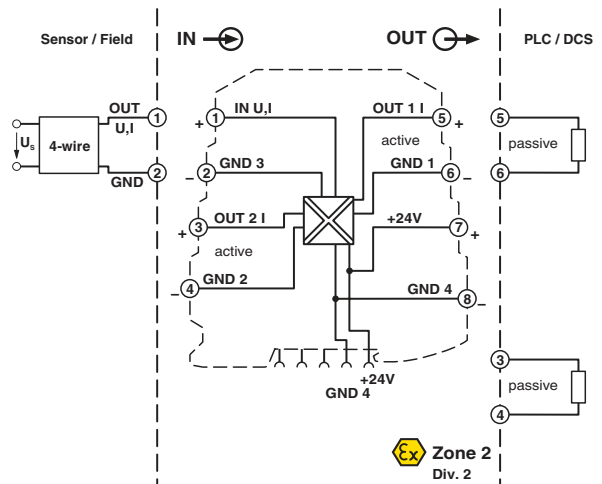 Sensor / Field
IN
OUT
PLC / DCS
OUT
U,I
1
+
1
IN U,I
OUT 1 I
5
+
5
Us
4-wire
active
passive
GND
2
–
2
GND 3
GND 1
6
–
6
+
3
OUT 2 I
+24V
7
+
active
–
4
GND 2
GND 4
8
–
+24V
GND 4
3
passive
4
Ex
Zone 2
Div. 2